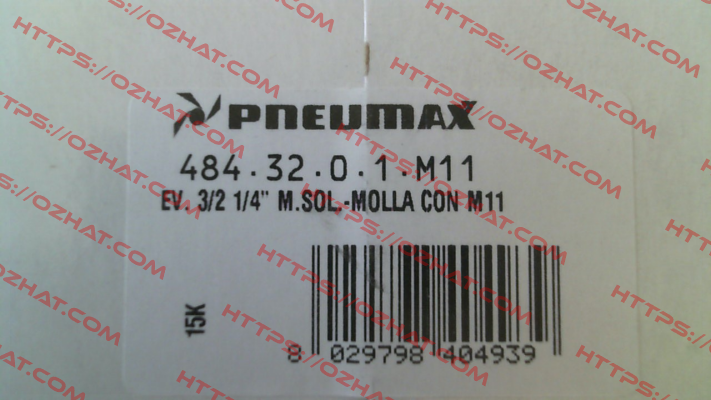 PNEUMAX
484.32.0.1.M11
EV. 3/2 1/4" M.SOL.-MOLLA CON M11
15K
8 029798 404939
HTTPS://OZHAT.COM